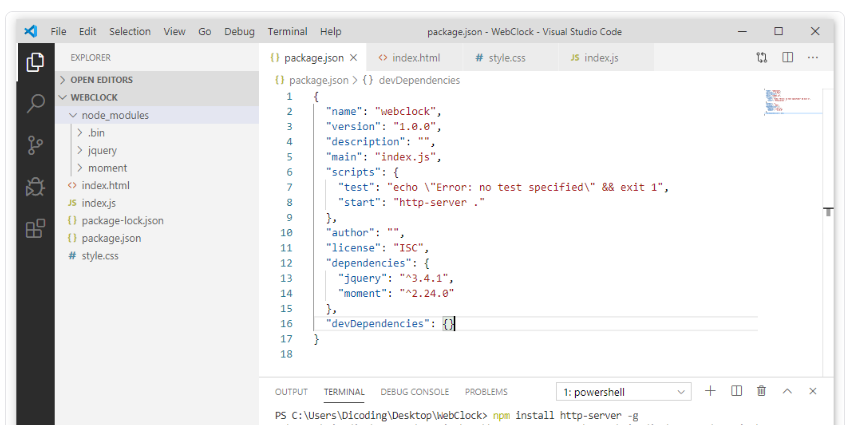 File Edit Selection View Go Debug Terminal Help package.json - WebClock - Visual Studio Code
EXPLORER
OPEN EDITORS
WEBCLOCK
node_modules
.bin
jquery
moment
index.html
JS index.js
{} package-lock.json
{} package.json
# style.css
{} package.json <> index.html # style.css JS index.js
{} package.json > {} devDependencies
1 {
2 "name": "webclock",
3 "version": "1.0.0",
4 "description": "",
5 "main": "index.js",
6 "scripts": {
7 "test": "echo \"Error: no test specified\" && exit 1",
8 "start": "http-server ."
9 },
10 "author": "",
11 "license": "ISC",
12 "dependencies": {
13 "jquery": "^3.4.1",
14 "moment": "^2.24.0"
15 },
16 "devDependencies": {}
17 }
18
OUTPUT TERMINAL DEBUG CONSOLE PROBLEMS 1: powershell
PS C:\Users\Dicoding\Desktop\WebClock> npm install http-server -g